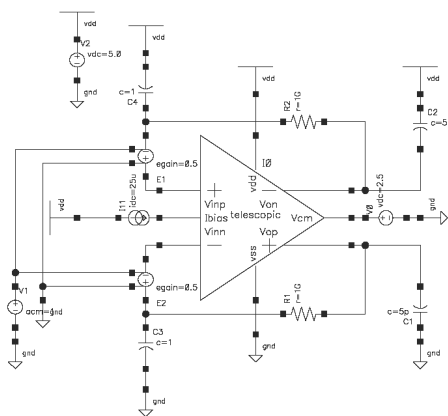 vdd
V2
vdc=5.0
gnd
vdd
c=1
C4
vdd
R2
r=1G
vdd
C2
c=5
gnd
egain=0.5
E1
I0
vdd
idc=25u
I11
vdd
Vinp
Ibias
Vinn
telescopic
Von
Vcm
Vop
vss
vdc=2.5
V0
gnd
egain=0.5
E2
V1
acm=1
gnd
gnd
C3
c=1
gnd
R1
r=1G
gnd
c=5p
C1
gnd